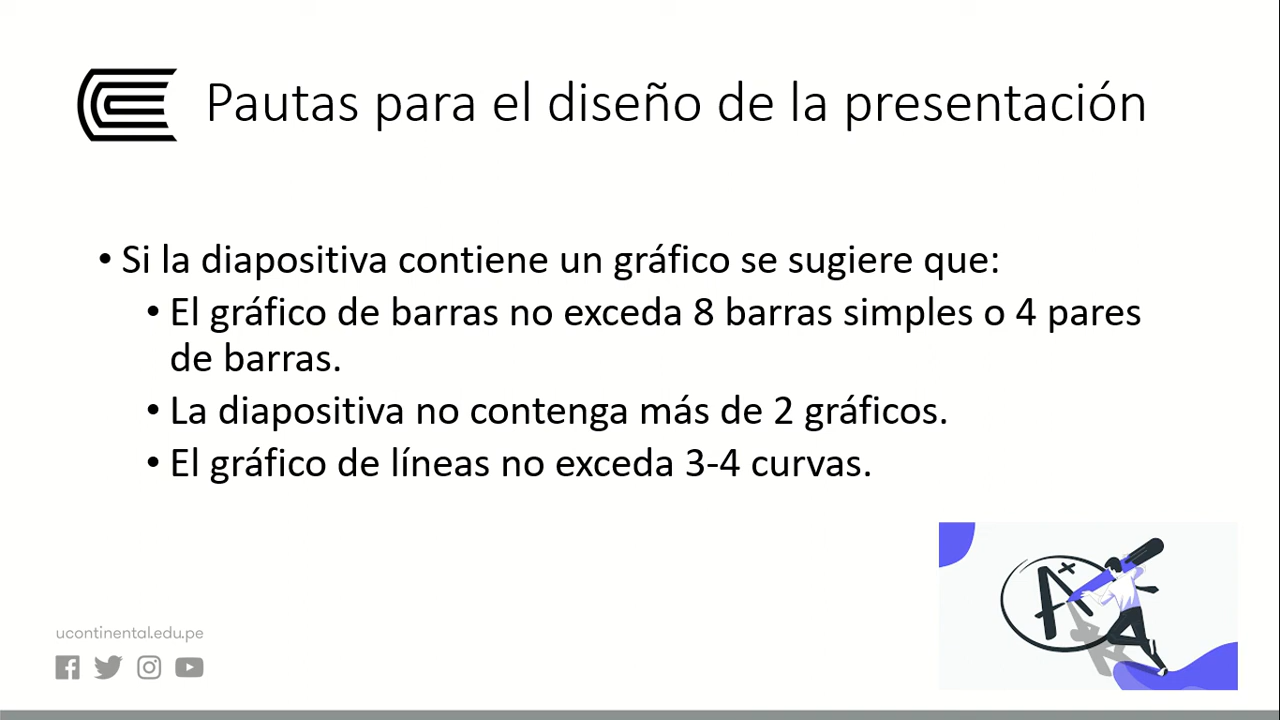 Pautas para el diseño de la presentación
• Si la diapositiva contiene un gráfico se sugiere que:
• El gráfico de barras no exceda 8 barras simples o 4 pares
de barras.
• La diapositiva no contenga más de 2 gráficos.
• El gráfico de líneas no exceda 3-4 curvas.
A+
ucontinental.edu.pe